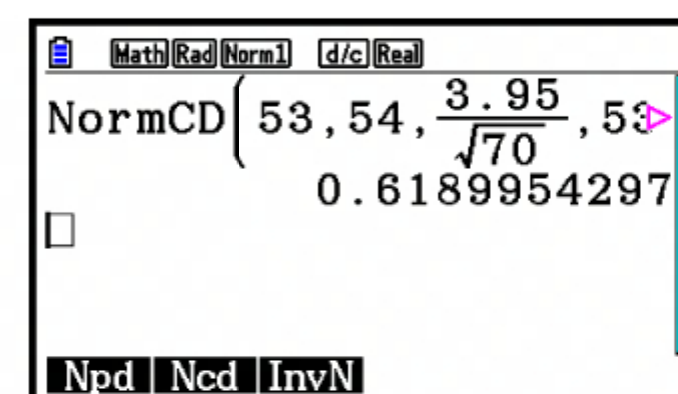 Math Rad Norm1 d/c Real
NormCD(53,54,3.95/√70,53
0.6189954297
Npd Ncd InvN